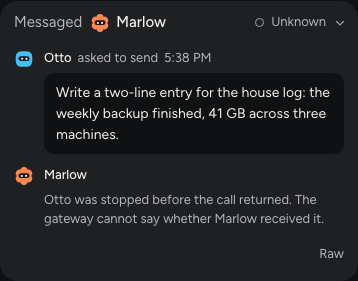 Messaged Marlow Unknown
Otto asked to send 5:38 PM
Write a two-line entry for the house log: the
weekly backup finished, 41 GB across three
machines.
Marlow
Otto was stopped before the call returned. The
gateway cannot say whether Marlow received it.
Raw